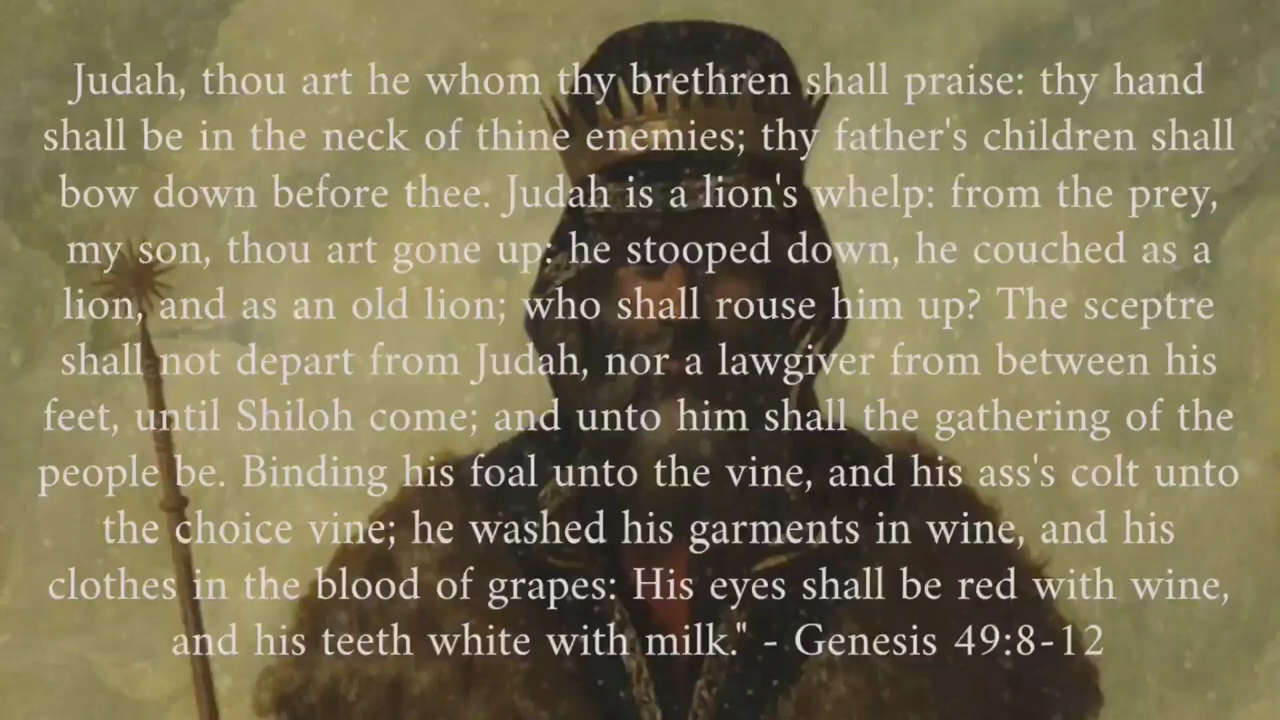 Judah, thou art he whom thy brethren shall praise: thy hand
shall be in the neck of thine enemies; thy father's children shall
bow down before thee. Judah is a lion's whelp: from the prey,
my son, thou art gone up: he stooped down, he couched as a
lion, and as an old lion; who shall rouse him up? The sceptre
shall not depart from Judah, nor a lawgiver from between his
feet, until Shiloh come; and unto him shall the gathering of the
people be. Binding his foal unto the vine, and his ass's colt unto
the choice vine; he washed his garments in wine, and his
clothes in the blood of grapes: His eyes shall be red with wine,
and his teeth white with milk." - Genesis 49:8-12